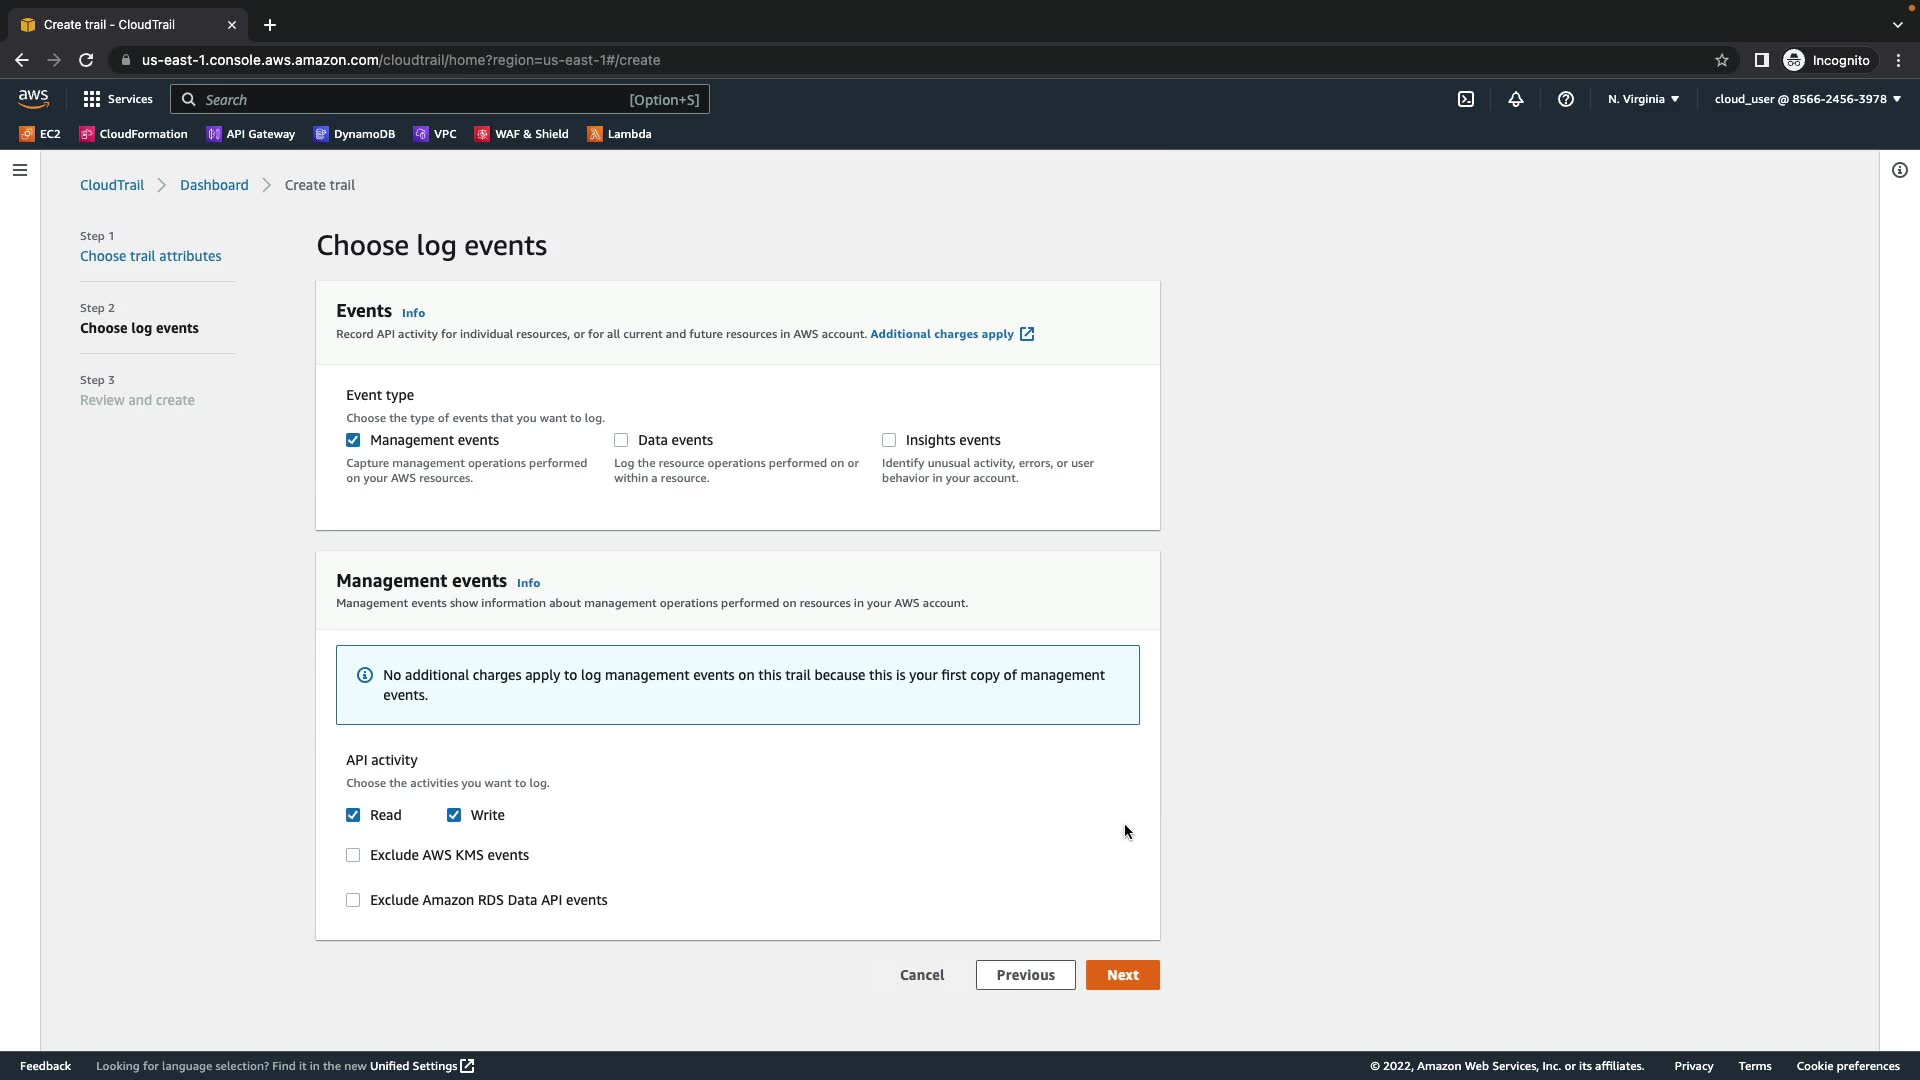 Create trail - CloudTrail
us-east-1.console.aws.amazon.com/cloudtrail/home?region=us-east-1#/create
Incognito
aws
Services
Search
[Option+S]
N. Virginia
cloud_user @ 8566-2456-3978
EC2
CloudFormation
API Gateway
DynamoDB
VPC
WAF & Shield
Lambda
CloudTrail
Dashboard
Create trail
Step 1
Choose trail attributes
Step 2
Choose log events
Step 3
Review and create
Choose log events
Events Info
Record API activity for individual resources, or for all current and future resources in AWS account. Additional charges apply
Event type
Choose the type of events that you want to log.
Management events
Capture management operations performed
on your AWS resources.
Data events
Log the resource operations performed on or
within a resource.
Insights events
Identify unusual activity, errors, or user
behavior in your account.
Management events Info
Management events show information about management operations performed on resources in your AWS account.
No additional charges apply to log management events on this trail because this is your first copy of management
events.
API activity
Choose the activities you want to log.
Read
Write
Exclude AWS KMS events
Exclude Amazon RDS Data API events
Cancel
Previous
Next
Feedback
Looking for language selection? Find it in the new Unified Settings
© 2022, Amazon Web Services, Inc. or its affiliates.
Privacy
Terms
Cookie preferences